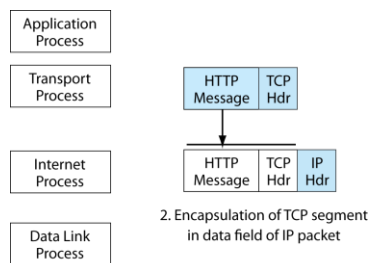 Application
Process
Transport
Process
HTTP
Message
TCP
Hdr
Internet
Process
HTTP
Message
TCP
Hdr
IP
Hdr
2. Encapsulation of TCP segment
in data field of IP packet
Data Link
Process